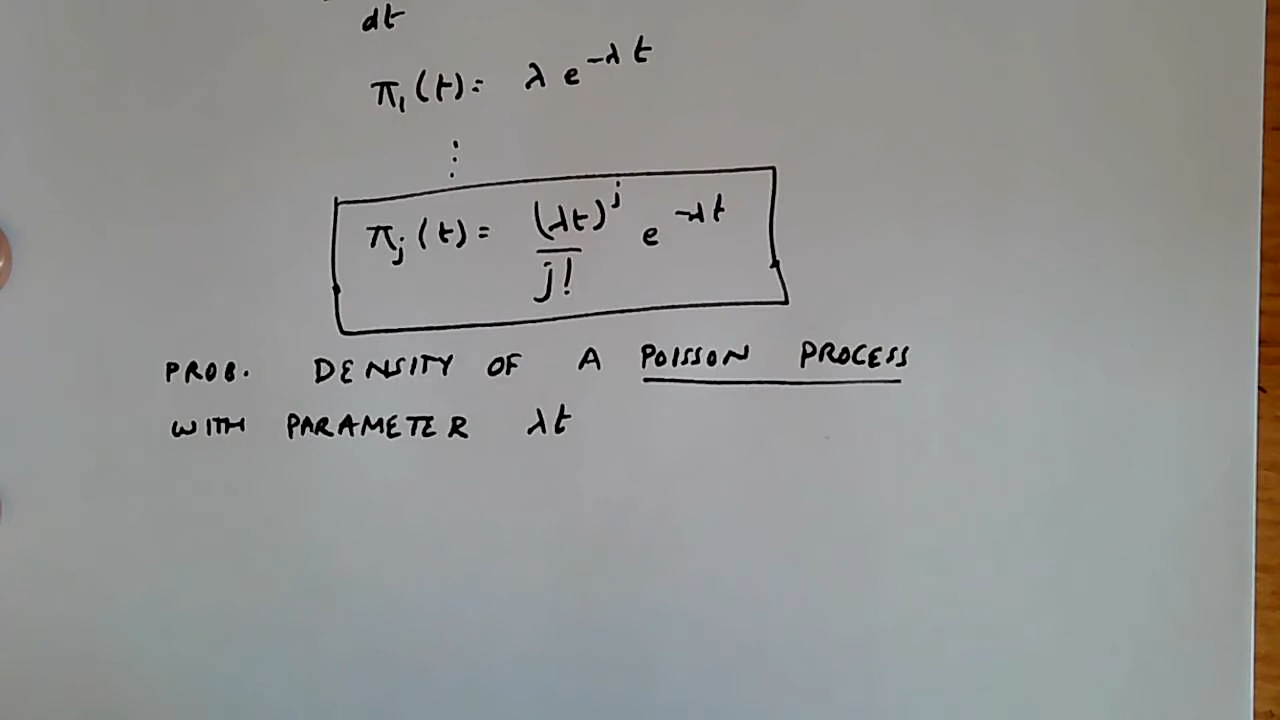 dt
π₁(t) = λ e^{-λt}
⋮
πⱼ(t) = (λt)^j / j! e^{-λt}
PROB. DENSITY OF A POISSON PROCESS
WITH PARAMETER λt